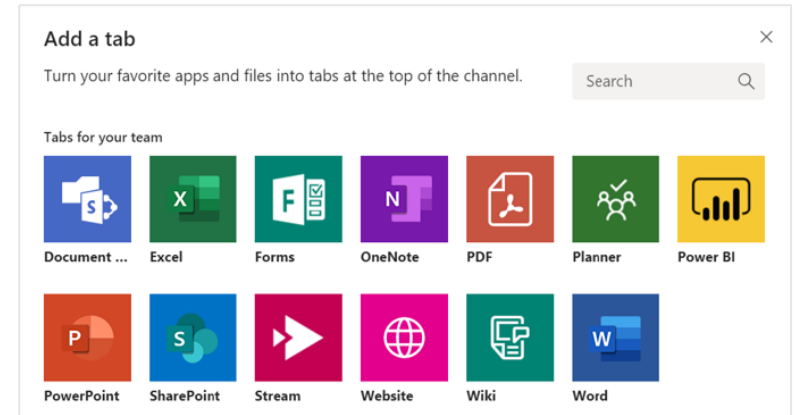 Add a tab
Turn your favorite apps and files into tabs at the top of the channel.
Search
Tabs for your team
S
X
F
N
Document ... Excel Forms OneNote PDF Planner Power BI
P
S
W
PowerPoint SharePoint Stream Website Wiki Word